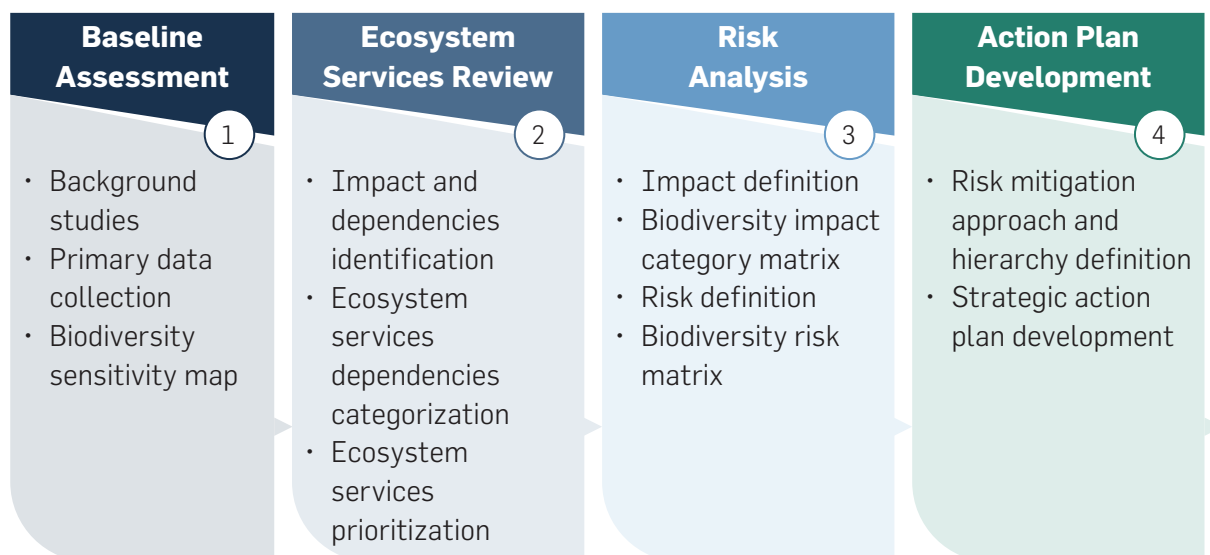 Baseline
Assessment
1
• Background
studies
• Primary data
collection
• Biodiversity
sensitivity map
Ecosystem
Services Review
2
• Impact and
dependencies
identification
• Ecosystem
services
dependencies
categorization
• Ecosystem
services
prioritization
Risk
Analysis
3
• Impact definition
• Biodiversity impact
category matrix
• Risk definition
• Biodiversity risk
matrix
Action Plan
Development
4
• Risk mitigation
approach and
hierarchy definition
• Strategic action
plan development